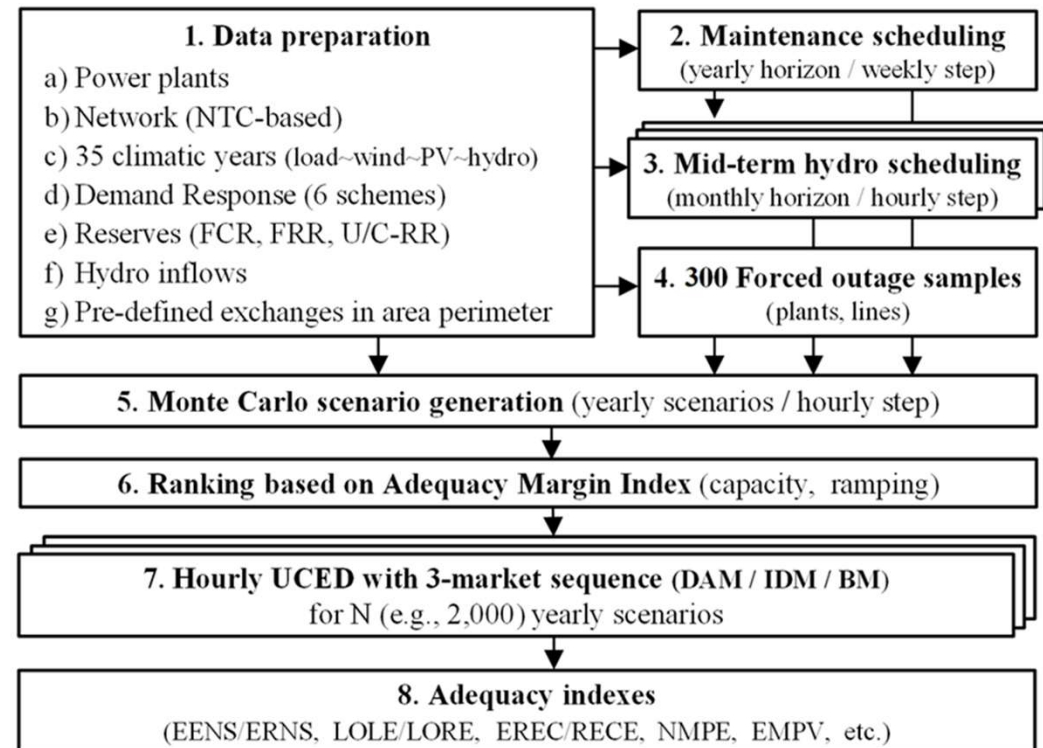 1. Data preparation
a) Power plants
b) Network (NTC-based)
c) 35 climatic years (load~wind~PV~hydro)
d) Demand Response (6 schemes)
e) Reserves (FCR, FRR, U/C-RR)
f) Hydro inflows
g) Pre-defined exchanges in area perimeter
2. Maintenance scheduling
(yearly horizon / weekly step)
3. Mid-term hydro scheduling
(monthly horizon / hourly step)
4. 300 Forced outage samples
(plants, lines)
5. Monte Carlo scenario generation (yearly scenarios / hourly step)
6. Ranking based on Adequacy Margin Index (capacity, ramping)
7. Hourly UCED with 3-market sequence (DAM / IDM / BM)
for N (e.g., 2,000) yearly scenarios
8. Adequacy indexes
(EENS/ERNS, LOLE/LORE, EREC/RECE, NMPE, EMPV, etc.)